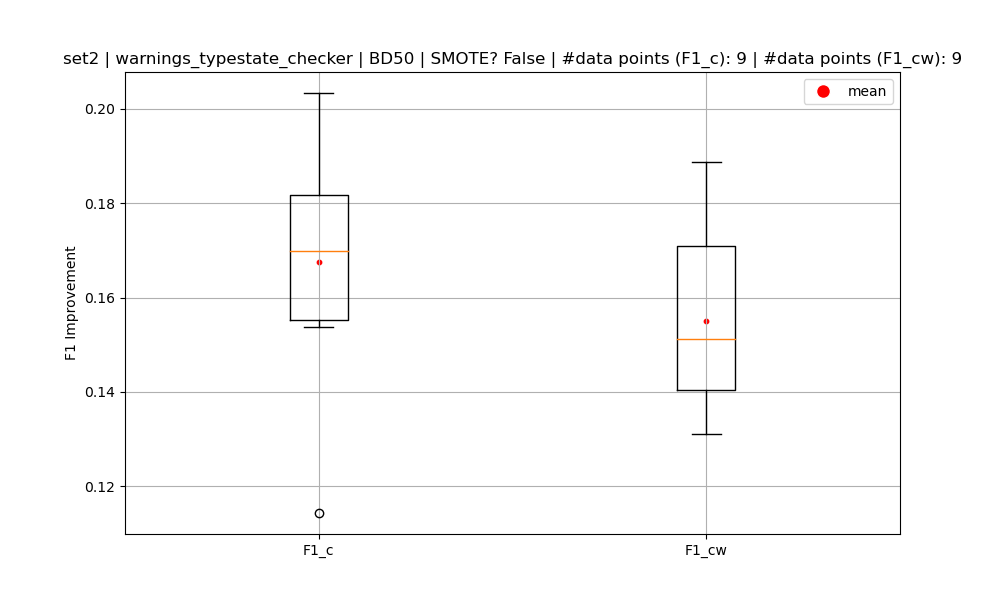 set2 | warnings_typestate_checker | BD50 | SMOTE? False | #data points (F1_c): 9 | #data points (F1_cw): 9
mean
0.20
0.18
0.16
0.14
0.12
F1 Improvement
F1_c
F1_cw